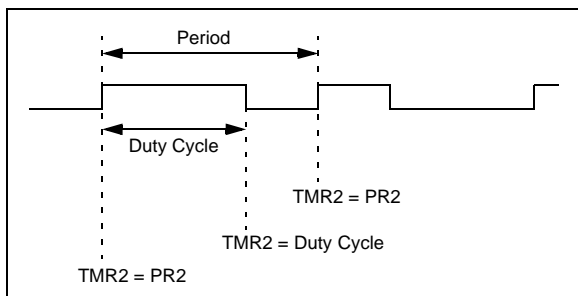 Period
Duty Cycle
TMR2 = PR2
TMR2 = Duty Cycle
TMR2 = PR2